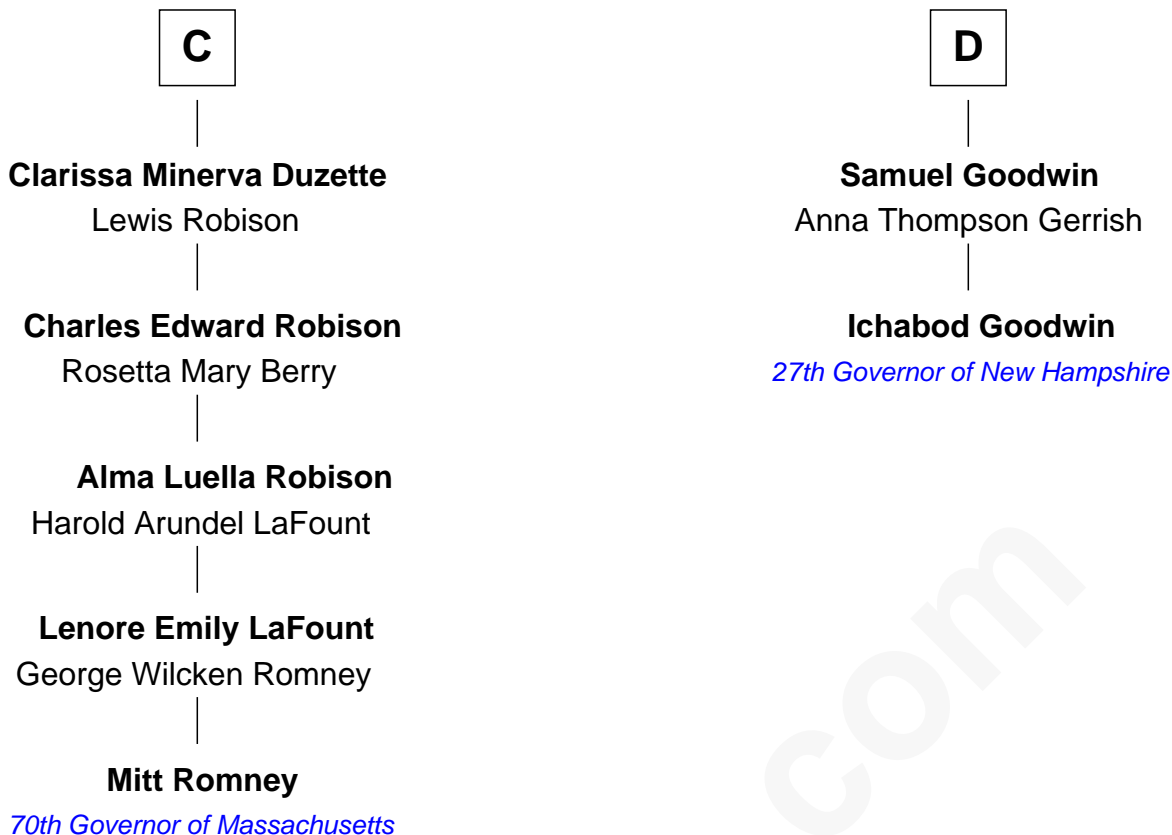 C
Clarissa Minerva Duzette
Lewis Robison
Charles Edward Robison
Rosetta Mary Berry
Alma Luella Robison
Harold Arundel LaFount
Lenore Emily LaFount
George Wilcken Romney
Mitt Romney
70th Governor of Massachusetts
D
Samuel Goodwin
Anna Thompson Gerrish
Ichabod Goodwin
27th Governor of New Hampshire
com